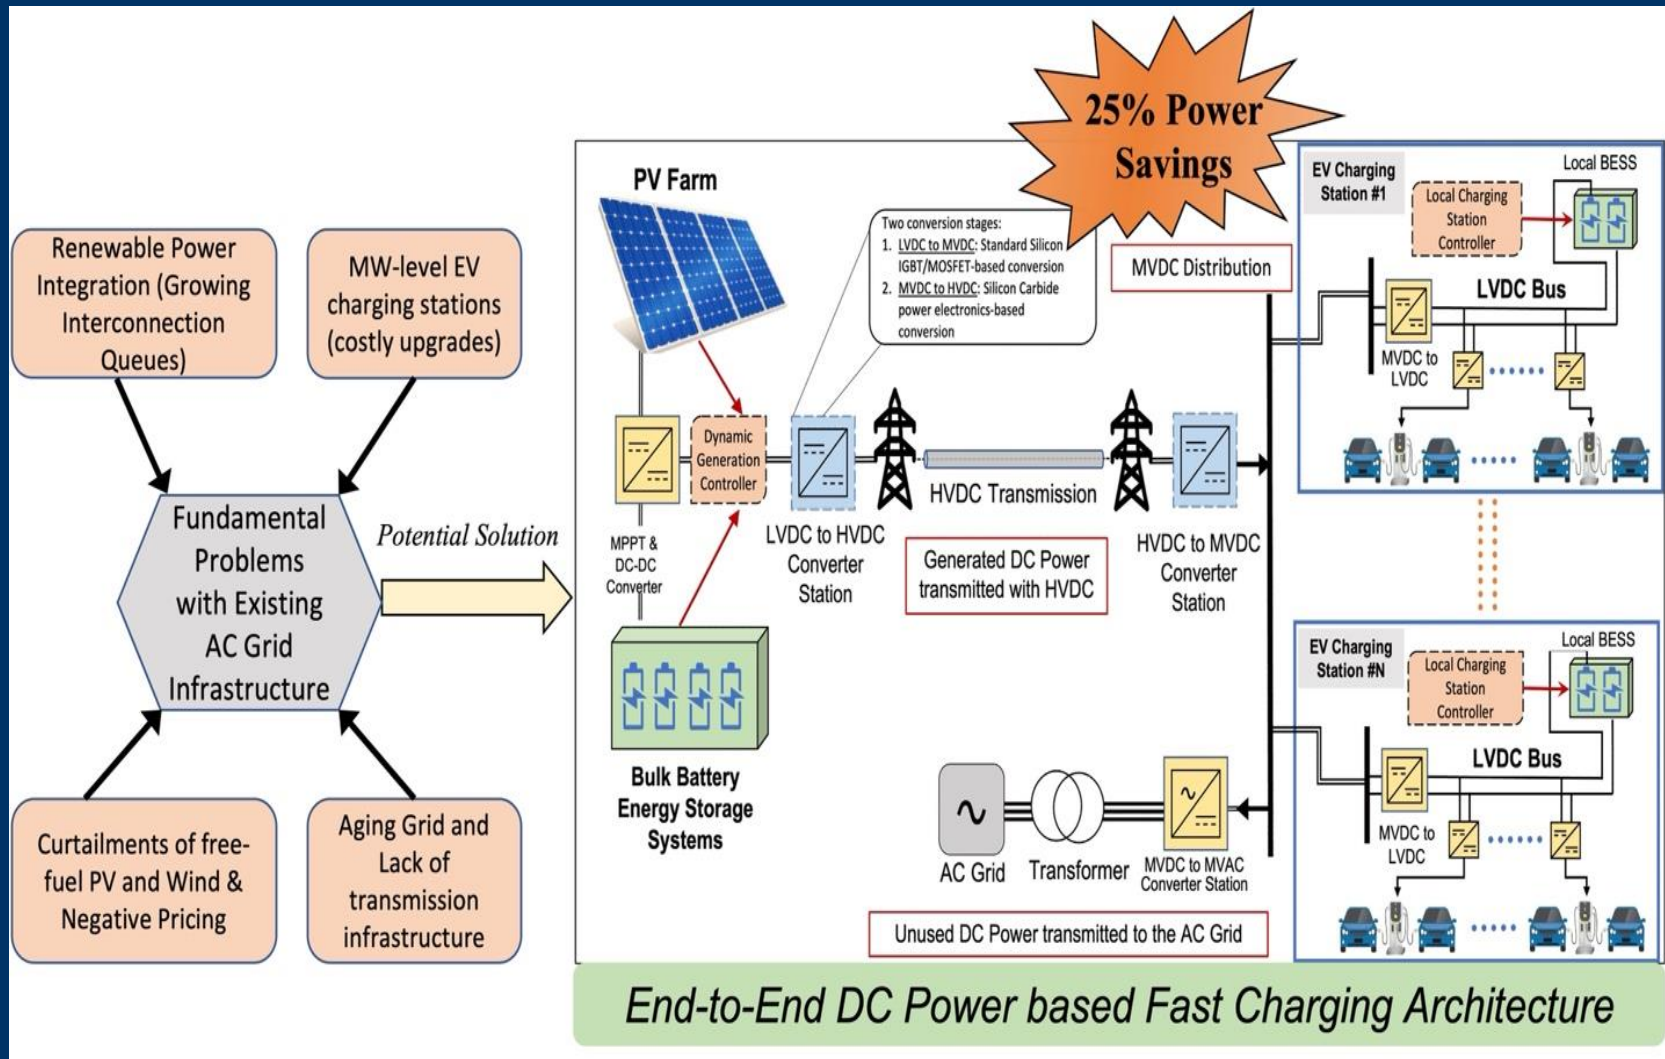 Renewable Power
Integration (Growing
Interconnection
Queues)
MW-level EV
charging stations
(costly upgrades)
Fundamental
Problems
with Existing
AC Grid
Infrastructure
Curtailments of free-
fuel PV and Wind &
Negative Pricing
Aging Grid and
Lack of
transmission
infrastructure
Potential Solution
25% Power
Savings
PV Farm
Two conversion stages:
1. LVDC to MVDC: Standard Silicon
IGBT/MOSFET-based conversion
2. MVDC to HVDC: Silicon Carbide
power electronics-based
conversion
MPPT &
DC-DC
Converter
Dynamic
Generation
Controller
LVDC to HVDC
Converter
Station
HVDC Transmission
Generated DC Power
transmitted with HVDC
HVDC to MVDC
Converter
Station
MVDC Distribution
Bulk Battery
Energy Storage
Systems
AC Grid
Transformer
MVDC to MVAC
Converter Station
Unused DC Power transmitted to the AC Grid
EV Charging
Station #1
Local Charging
Station
Controller
Local BESS
LVDC Bus
MVDC to
LVDC
EV Charging
Station #N
Local Charging
Station
Controller
Local BESS
LVDC Bus
MVDC to
LVDC
End-to-End DC Power based Fast Charging Architecture